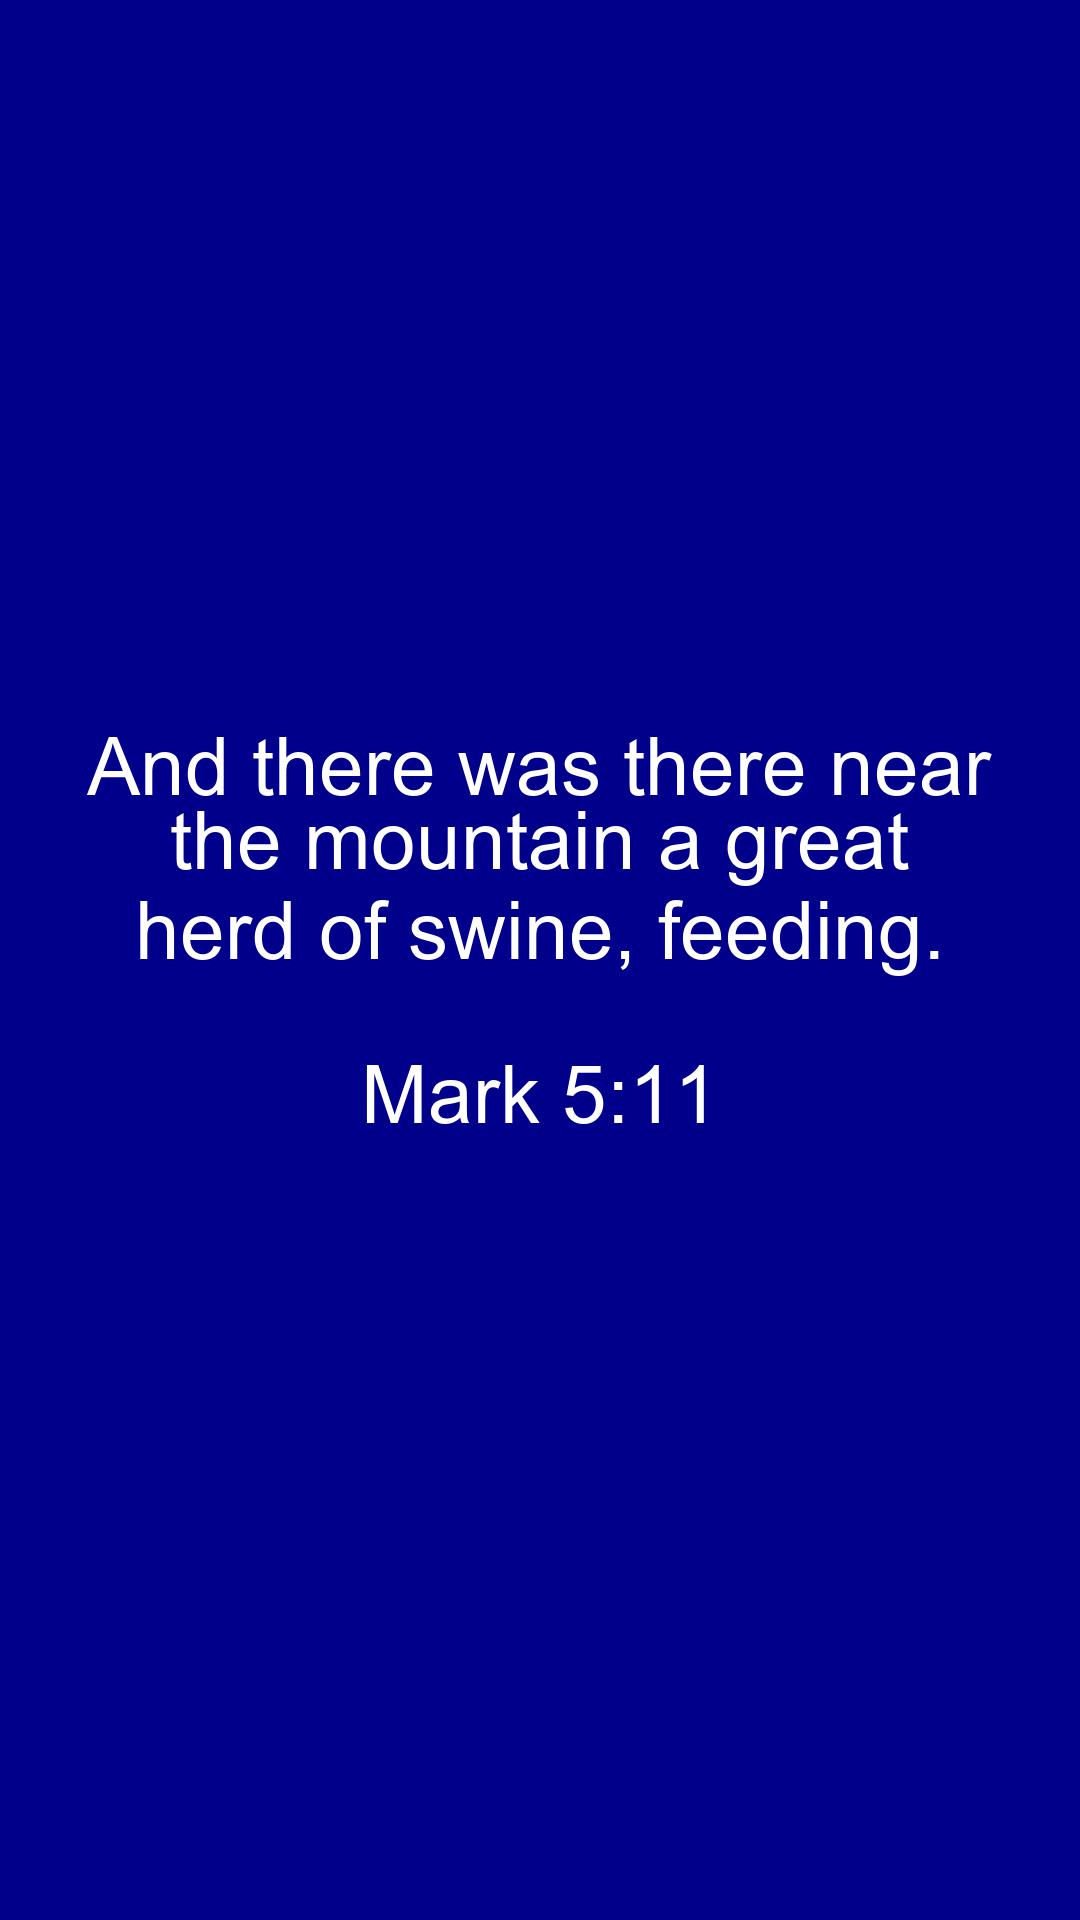 And there was there near
the mountain a great
herd of swine, feeding.
Mark 5:11